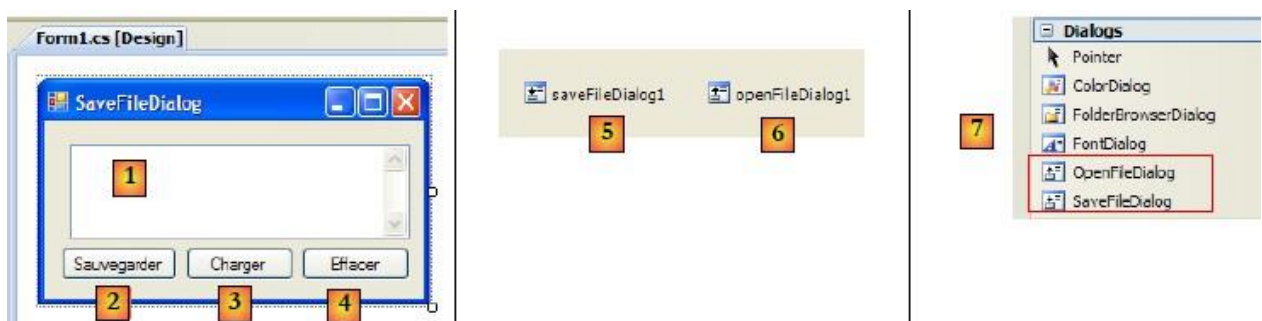 Form1.cs [Design]
SaveFileDialog
1
Sauvegarder Charger Effacer
2 3 4
saveFileDialog1 openFileDialog1
5 6
7
Dialogs
Pointer
ColorDialog
FolderBrowserDialog
FontDialog
OpenFileDialog
SaveFileDialog